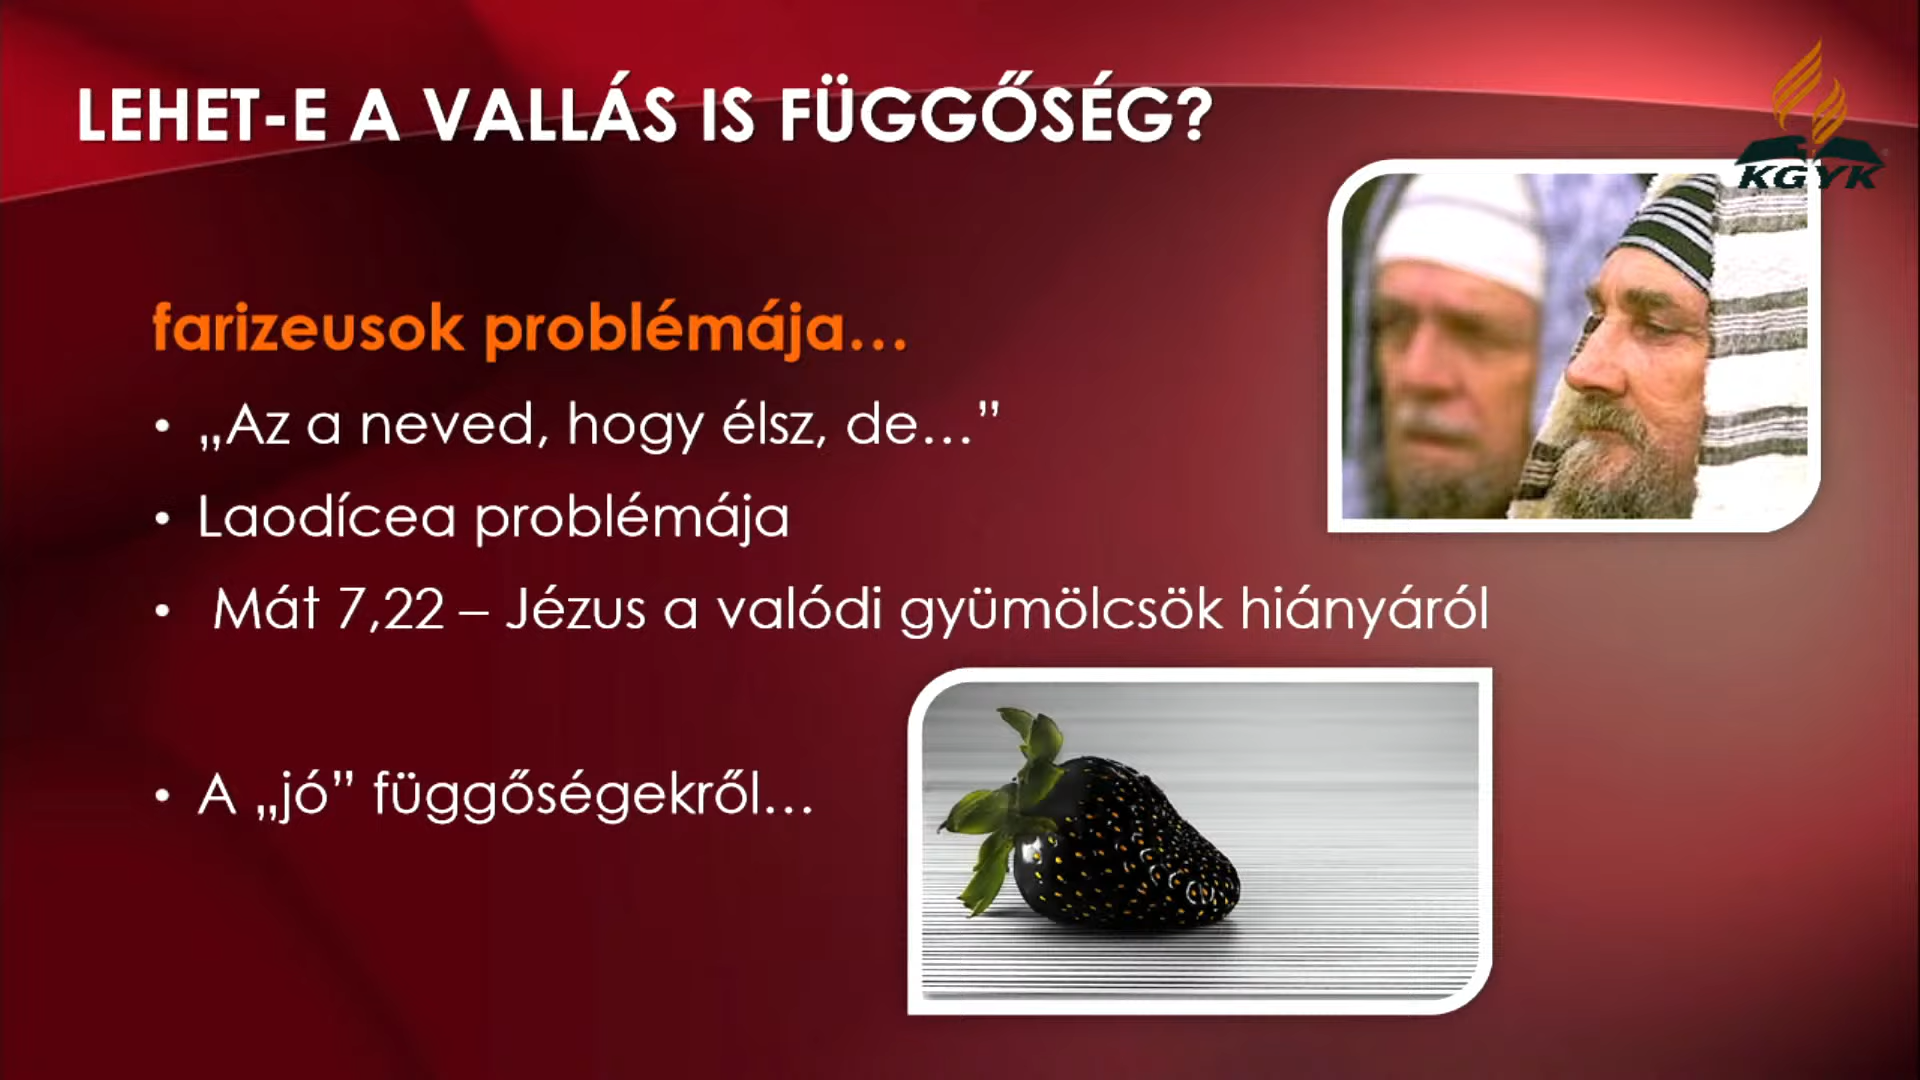 LEHET-E A VALLÁS IS FÜGGŐSÉG?
KGYK
farizeusok problémája…
• „Az a neved, hogy élsz, de…”
• Laodícea problémája
• Mát 7,22 – Jézus a valódi gyümölcsök hiányáról
• A „jó” függőségekről…